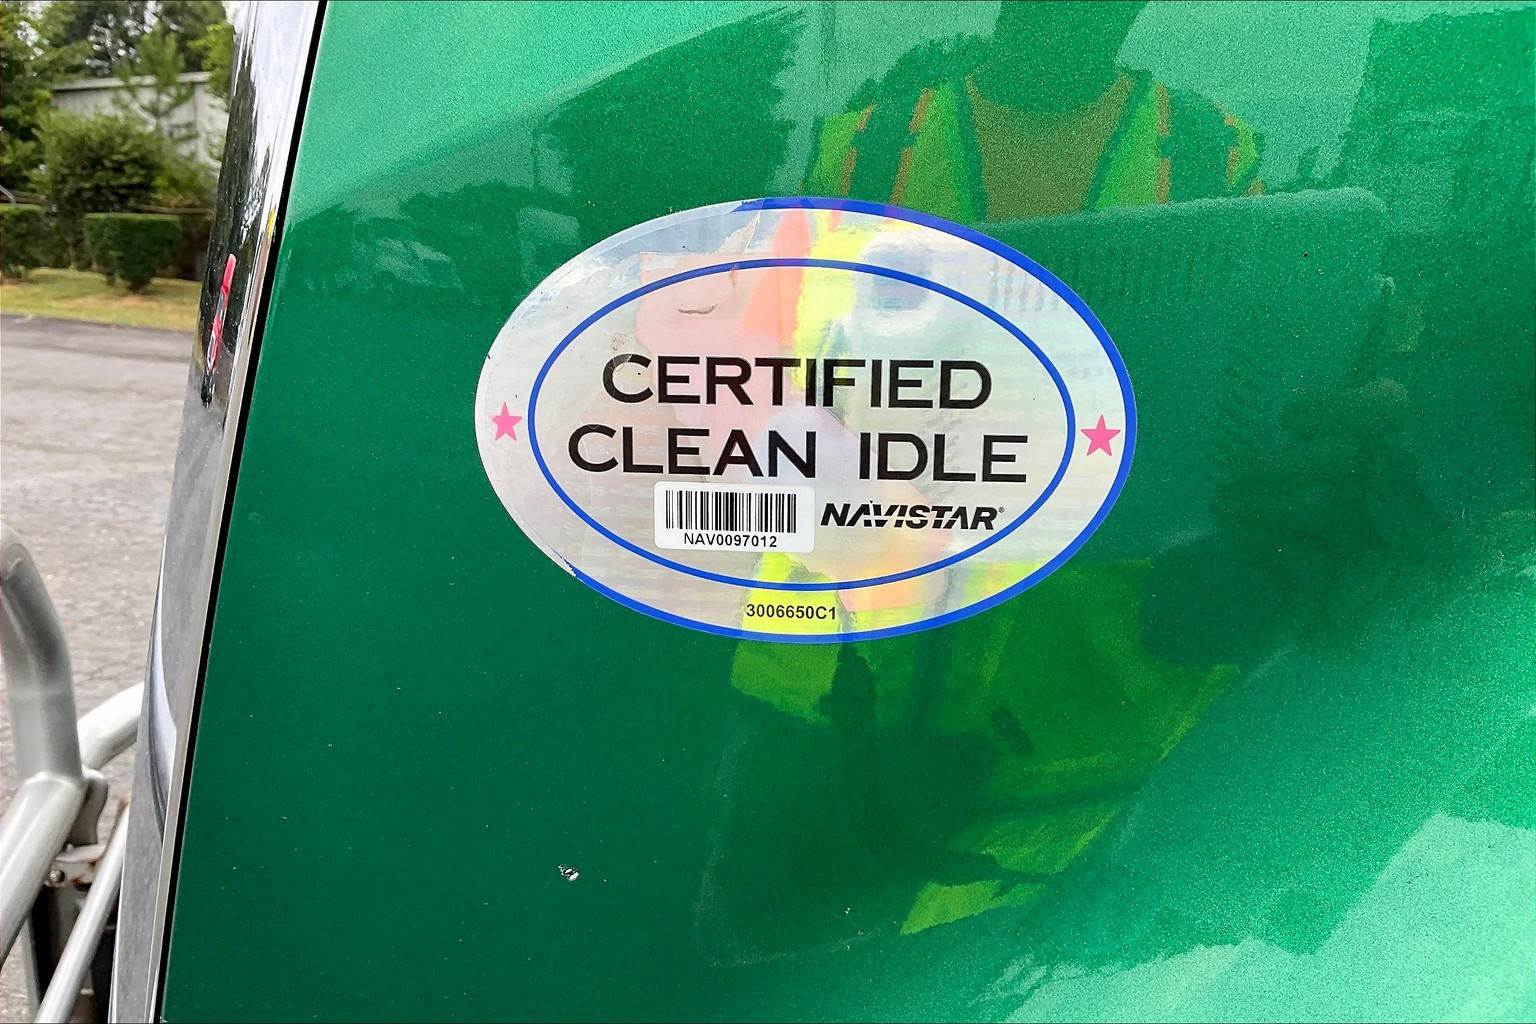 CERTIFIED
CLEAN IDLE
NAVISTAR®
NAV0097012
3006650C1